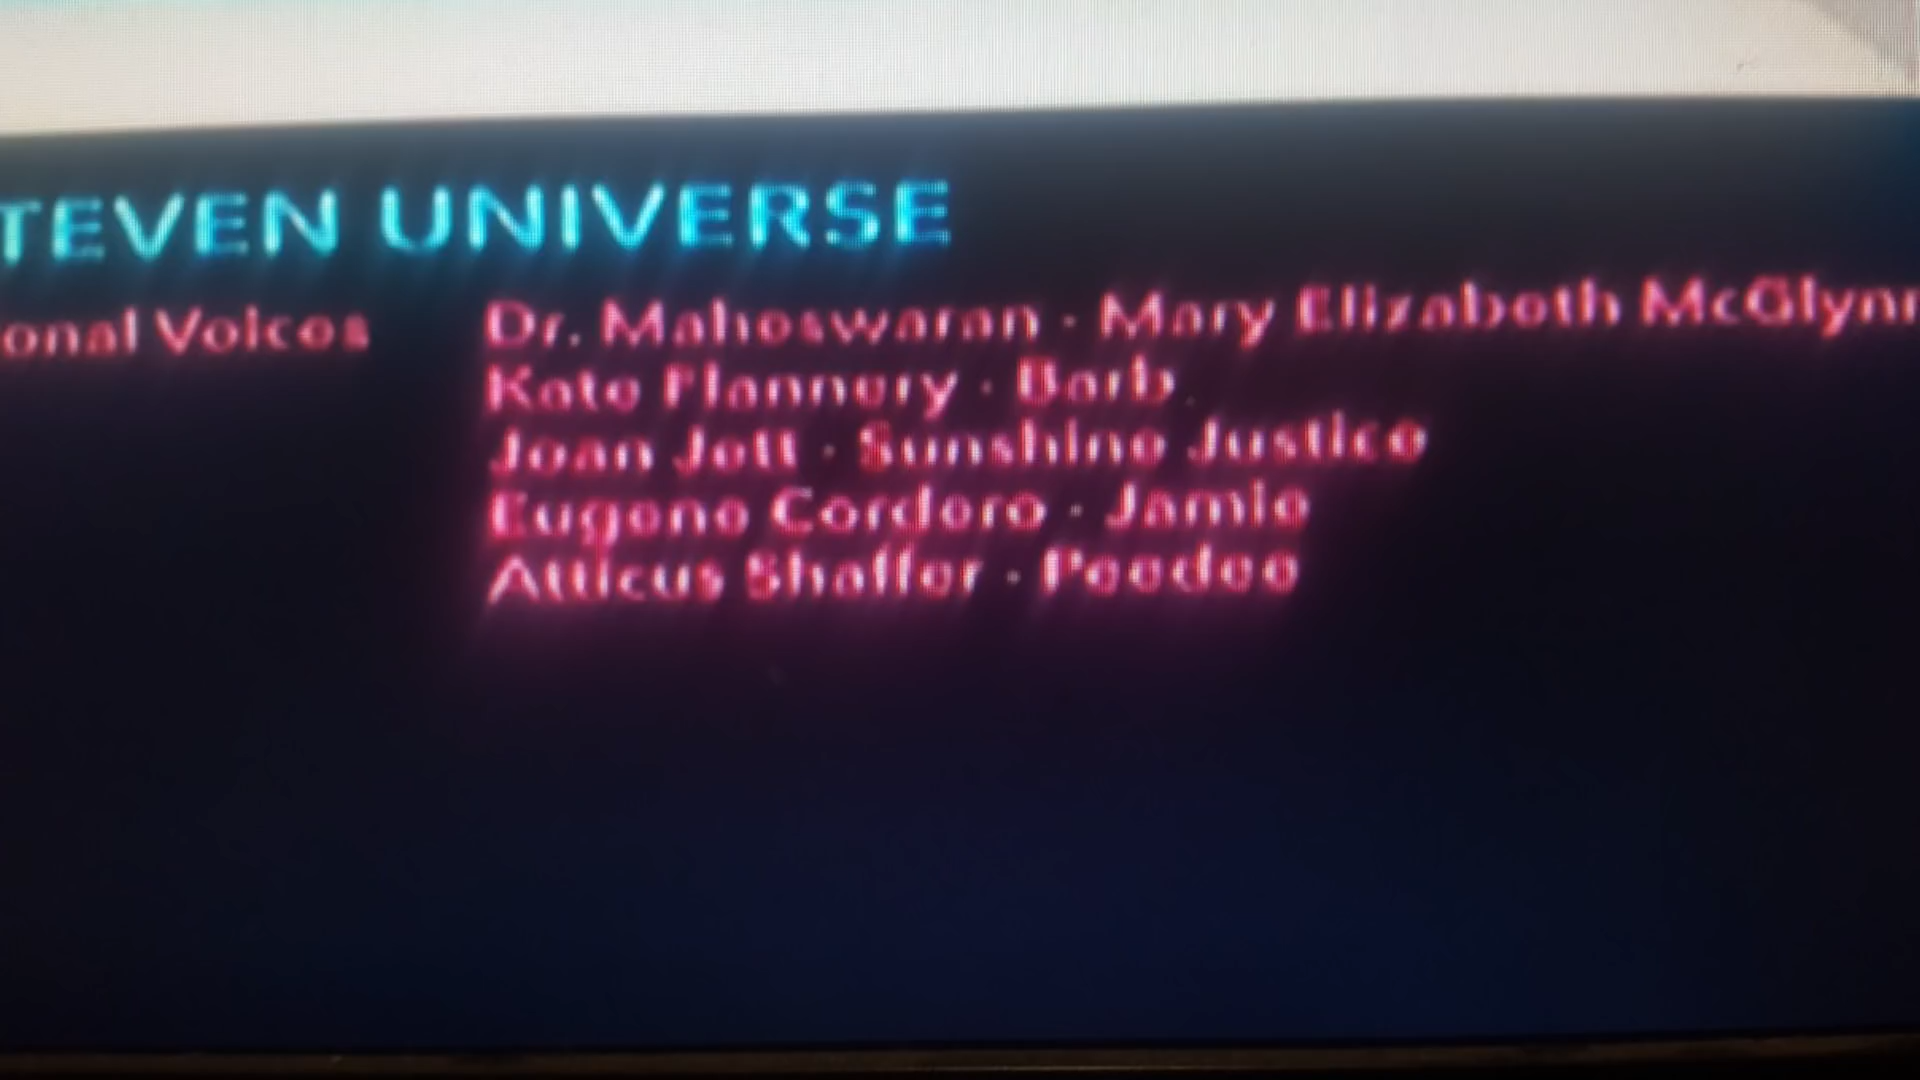 TEVEN UNIVERSE
onal Voices
Dr. Maheswaran · Mary Elizabeth McGlynn
Kate Flannery · Barb
Joan Jett · Sunshine Justice
Eugene Cordero · Jamie
Atticus Shaffer · Peedee